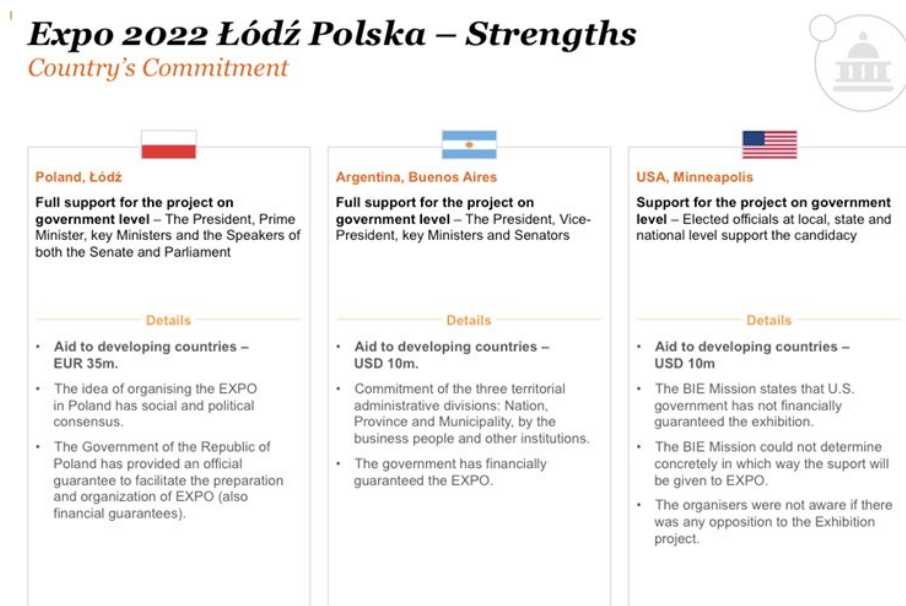 Expo 2022 Łódź Polska – Strengths
Country's Commitment
Poland, Łódź
Full support for the project on
government level – The President, Prime
Minister, key Ministers and the Speakers of
both the Senate and Parliament
Details
• Aid to developing countries –
EUR 35m.
• The idea of organising the EXPO
in Poland has social and political
consensus.
• The Government of the Republic of
Poland has provided an official
guarantee to facilitate the preparation
and organization of EXPO (also
financial guarantees).
Argentina, Buenos Aires
Full support for the project on
government level – The President, Vice-
President, key Ministers and Senators
Details
• Aid to developing countries –
USD 10m.
• Commitment of the three territorial
administrative divisions: Nation,
Province and Municipality, by the
business people and other institutions.
• The government has financially
guaranteed the EXPO.
USA, Minneapolis
Support for the project on government
level – Elected officials at local, state and
national level support the candidacy
Details
• Aid to developing countries –
USD 10m
• The BIE Mission states that U.S.
government has not financially
guaranteed the exhibition.
• The BIE Mission could not determine
concretely in which way the suport will
be given to EXPO.
• The organisers were not aware if there
was any opposition to the Exhibition
project.